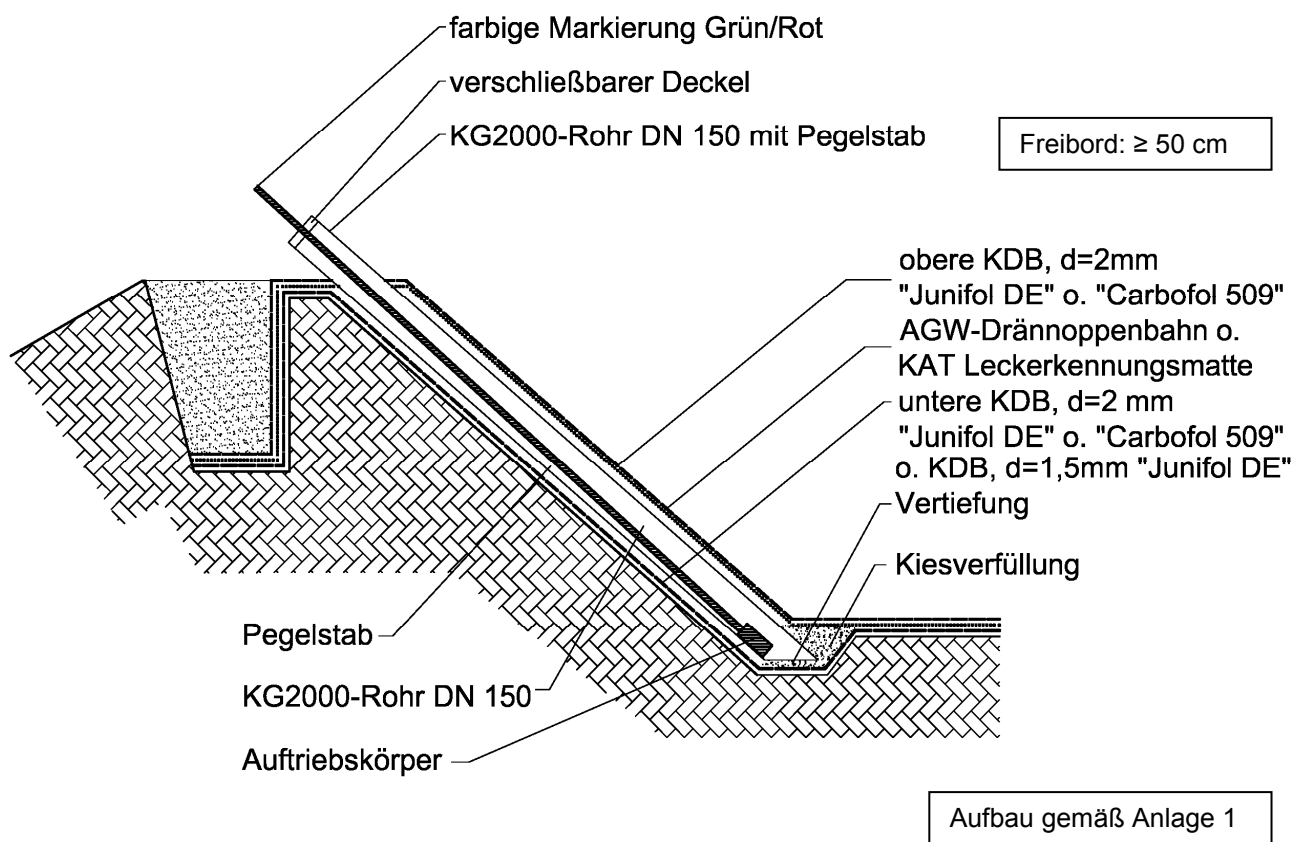 farbige Markierung Grün/Rot
verschließbarer Deckel
KG2000-Rohr DN 150 mit Pegelstab
Freibord: ≥ 50 cm
obere KDB, d=2mm
"Junifol DE" o. "Carbofol 509"
AGW-Drännoppenbahn o.
KAT Leckerkennungsmatte
untere KDB, d=2 mm
"Junifol DE" o. "Carbofol 509"
o. KDB, d=1,5mm "Junifol DE"
Vertiefung
Kiesverfüllung
Pegelstab
KG2000-Rohr DN 150
Auftriebskörper
Aufbau gemäß Anlage 1